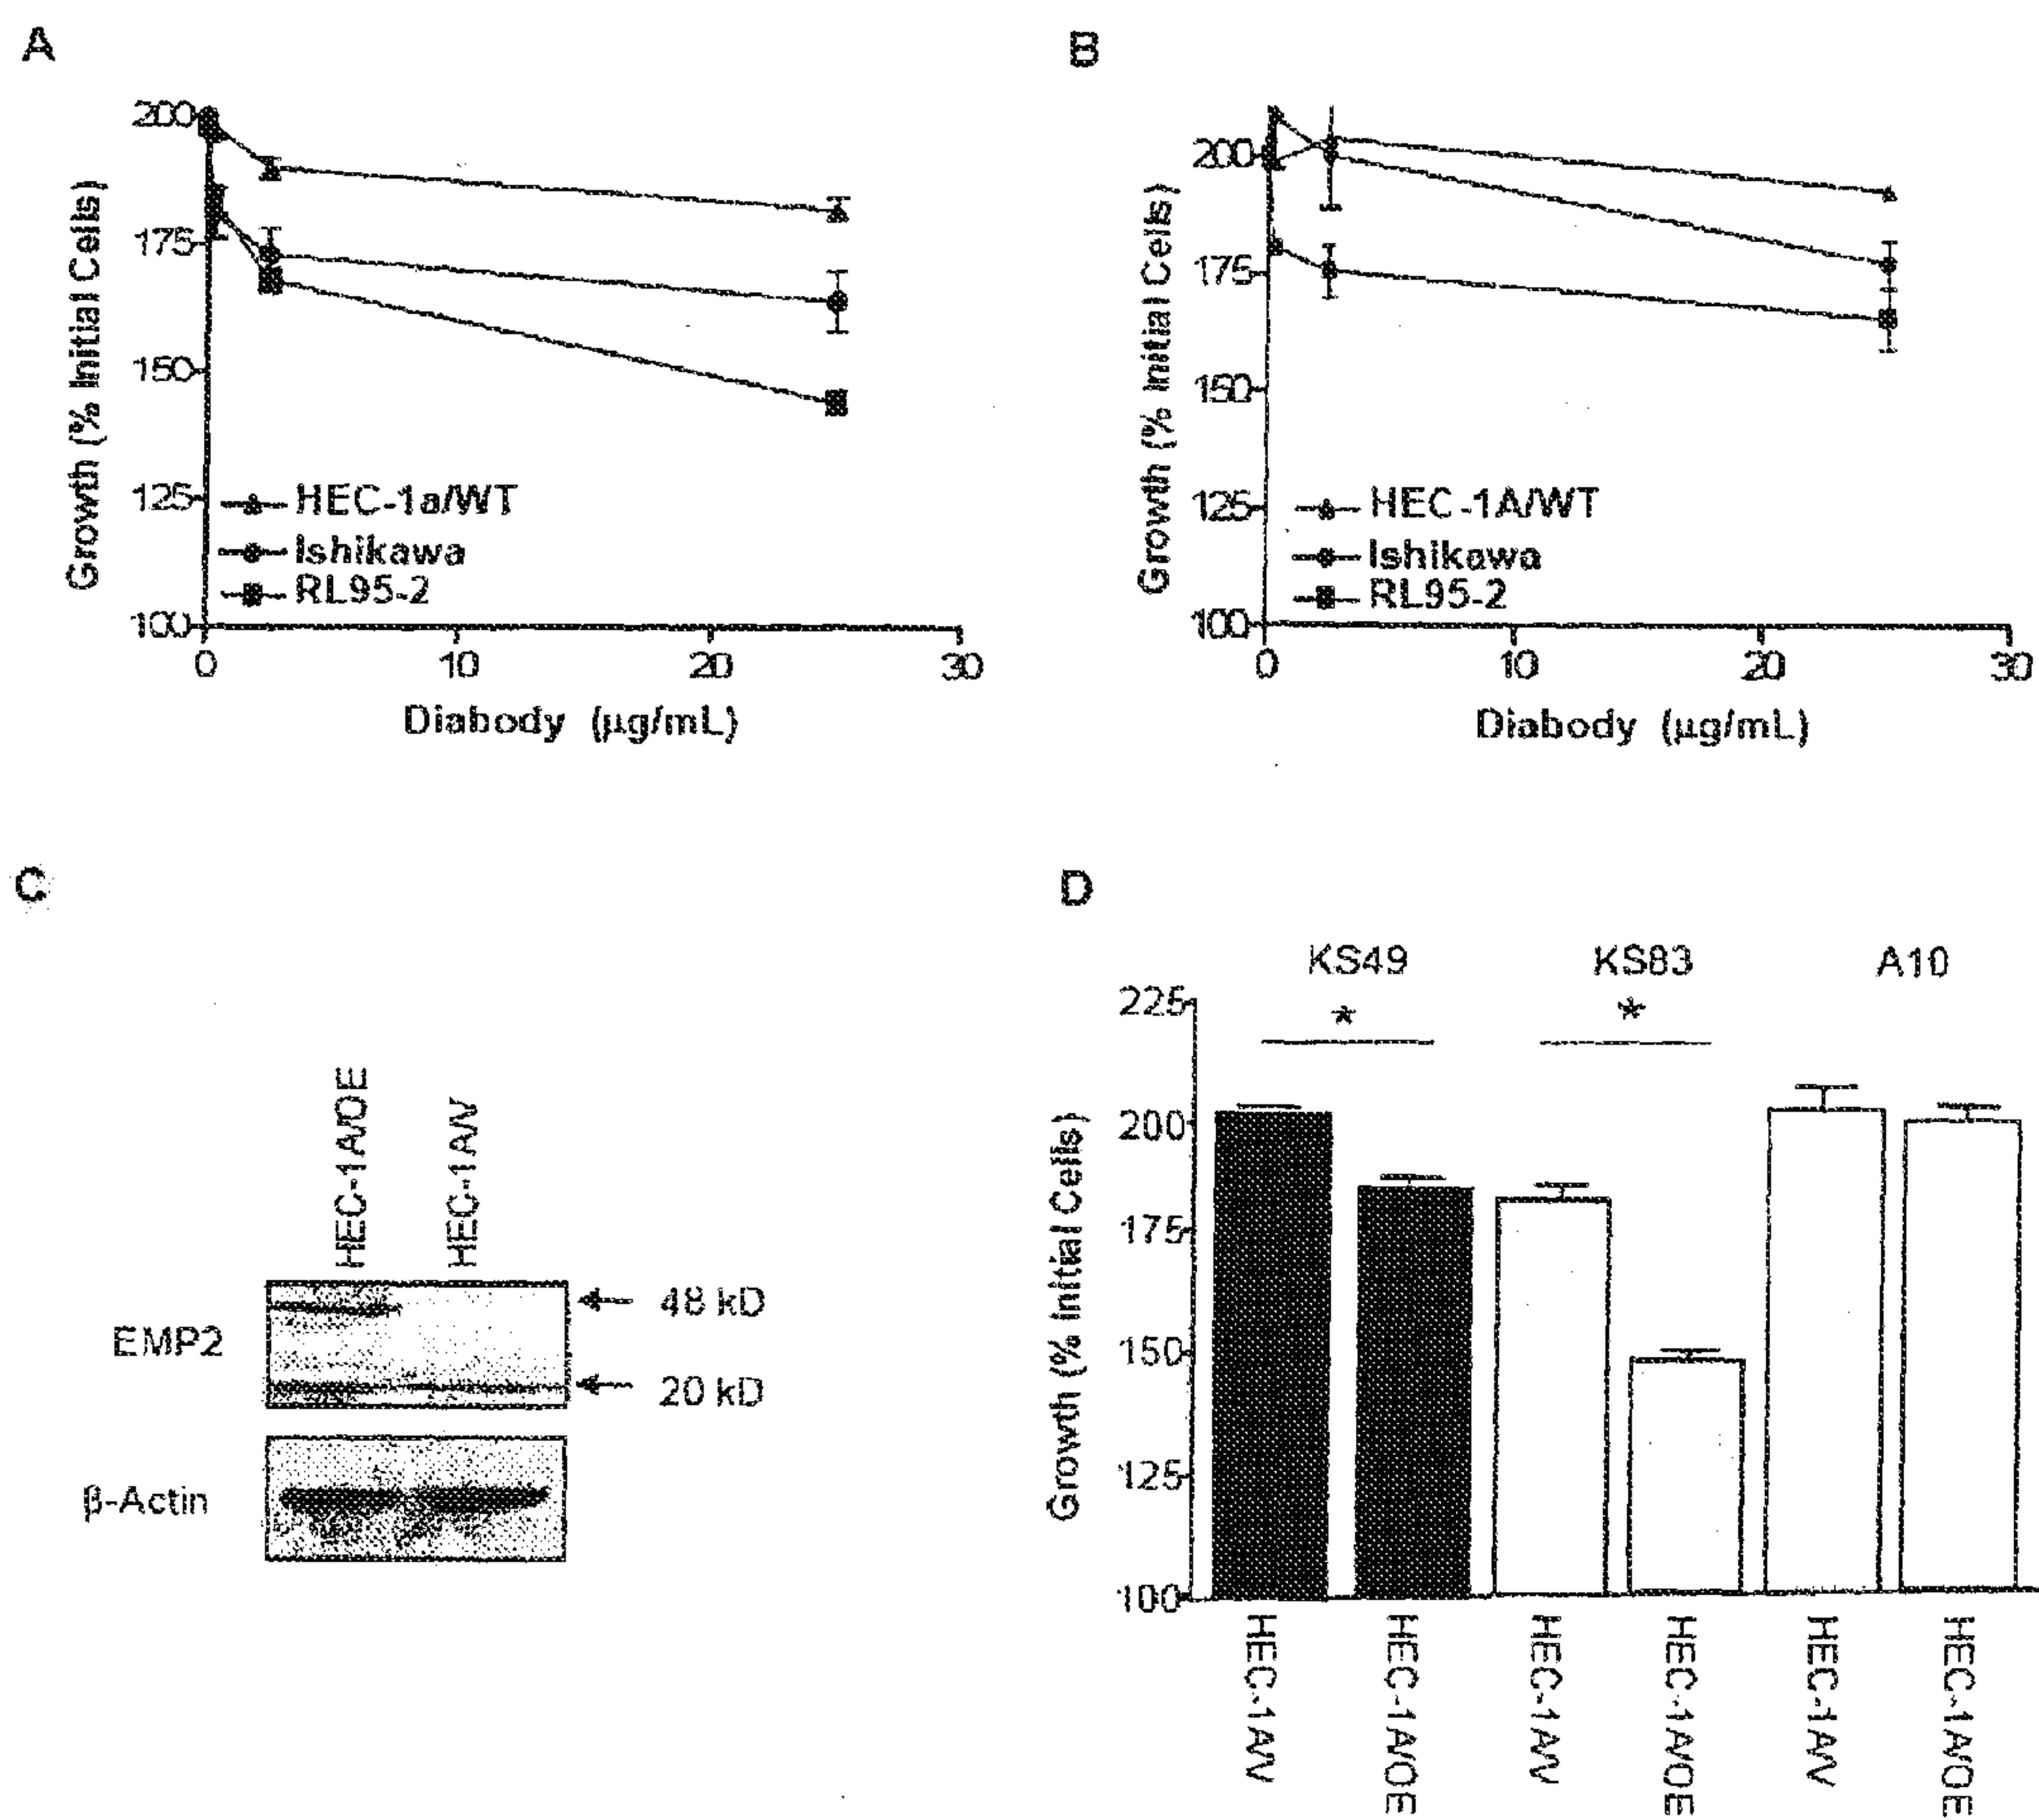 A
Growth (% Initial Cells)
200
175
150
125
100
HEC-1a/WT
Ishikawa
RL95-2
0 10 20 30
Diabody (µg/mL)
B
Growth (% Initial Cells)
200
175
150
125
100
HEC-1A/WT
Ishikawa
RL95-2
0 10 20 30
Diabody (µg/mL)
C
HEC-1A/OE
HEC-1A/V
EMP2
48 kD
20 kD
β-Actin
D
KS49 KS83 A10
* *
Growth (% Initial Cells)
225
200
175
150
125
100
HEC-1A/V
HEC-1A/OE
HEC-1A/V
HEC-1A/OE
HEC-1A/V
HEC-1A/OE